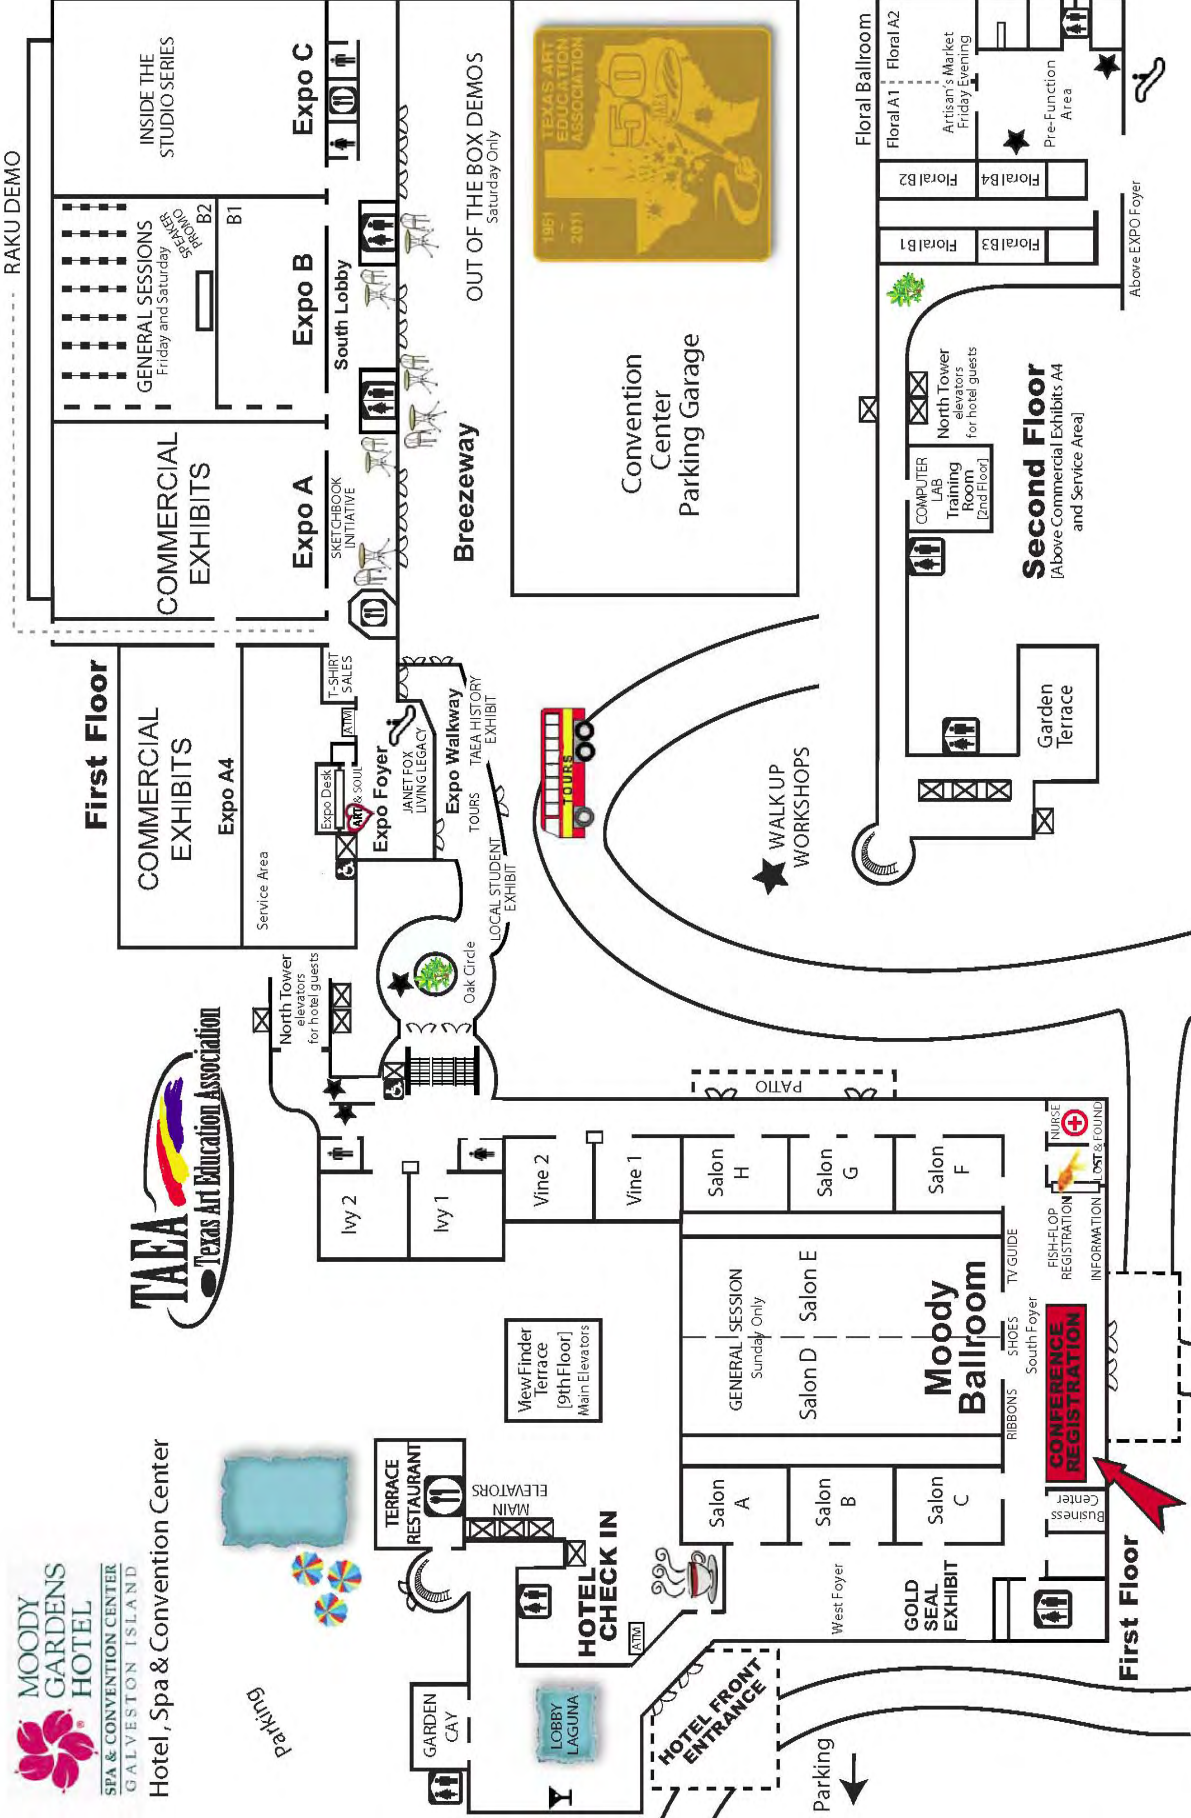 MOODY
GARDENS
HOTEL
SPA & CONVENTION CENTER
GALVESTON ISLAND
Hotel, Spa & Convention Center
Parking
TAEA
Texas Art Education Association
First Floor
RAKU DEMO
COMMERCIAL
EXHIBITS
Expo A4
Service Area
COMMERCIAL
EXHIBITS
Expo A
SKETCHBOOK
INITIATIVE
GENERAL SESSIONS
Friday and Saturday
SPEAKER
PROMO
B2
B1
Expo B
South Lobby
INSIDE THE
STUDIO SERIES
Expo C
North Tower
elevators
for hotel guests
Expo Desk
ART & SOUL
ATM
T-SHIRT
SALES
Expo Foyer
JANET FOX
LIVING LEGACY
Expo Walkway
TOURS
TAEA HISTORY
EXHIBIT
LOCAL STUDENT
EXHIBIT
Oak Circle
Breezeway
OUT OF THE BOX DEMOS
Saturday Only
Convention
Center
Parking Garage
1961
–
2011
TEXAS ART
EDUCATION
ASSOCIATION
50
TOURS
WALK UP
WORKSHOPS
GARDEN
CAY
LOBBY
LAGUNA
TERRACE
RESTAURANT
MAIN
ELEVATORS
HOTEL
CHECK IN
ATM
HOTEL FRONT
ENTRANCE
Parking
View Finder
Terrace
[9th Floor]
Main Elevators
Ivy 2
Ivy 1
Vine 2
Vine 1
PATIO
Salon
A
Salon
B
Salon
C
GENERAL SESSION
Sunday Only
Salon D
Salon E
Moody
Ballroom
Salon
H
Salon
G
Salon
F
West Foyer
GOLD
SEAL
EXHIBIT
RIBBONS
SHOES
TV GUIDE
South Foyer
Business
Center
CONFERENCE
REGISTRATION
FISH-FLOP
REGISTRATION
INFORMATION
LOST & FOUND
NURSE
First Floor
Second Floor
[Above Commercial Exhibits A4
and Service Area]
Garden
Terrace
COMPUTER
LAB
Training
Room
[2nd Floor]
North Tower
elevators
for hotel guests
Floral Ballroom
Floral A1
Floral A2
Artisan's Market
Friday Evening
Floral B1
Floral B2
Floral B3
Floral B4
Pre-Function
Area
Above EXPO Foyer